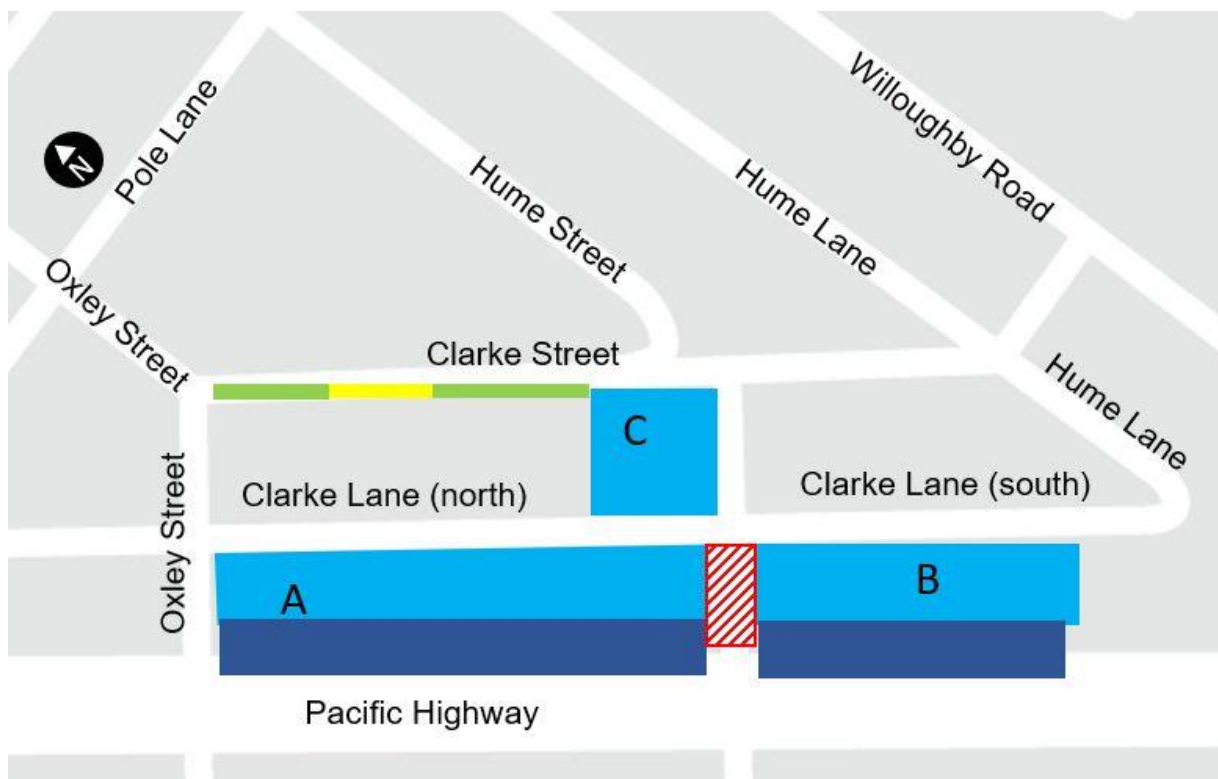 Willoughby Road
Pole Lane
N
Hume Street
Hume Lane
Oxley Street
Clarke Street
Hume Lane
C
Clarke Lane (north)
Clarke Lane (south)
Oxley Street
A
B
Pacific Highway